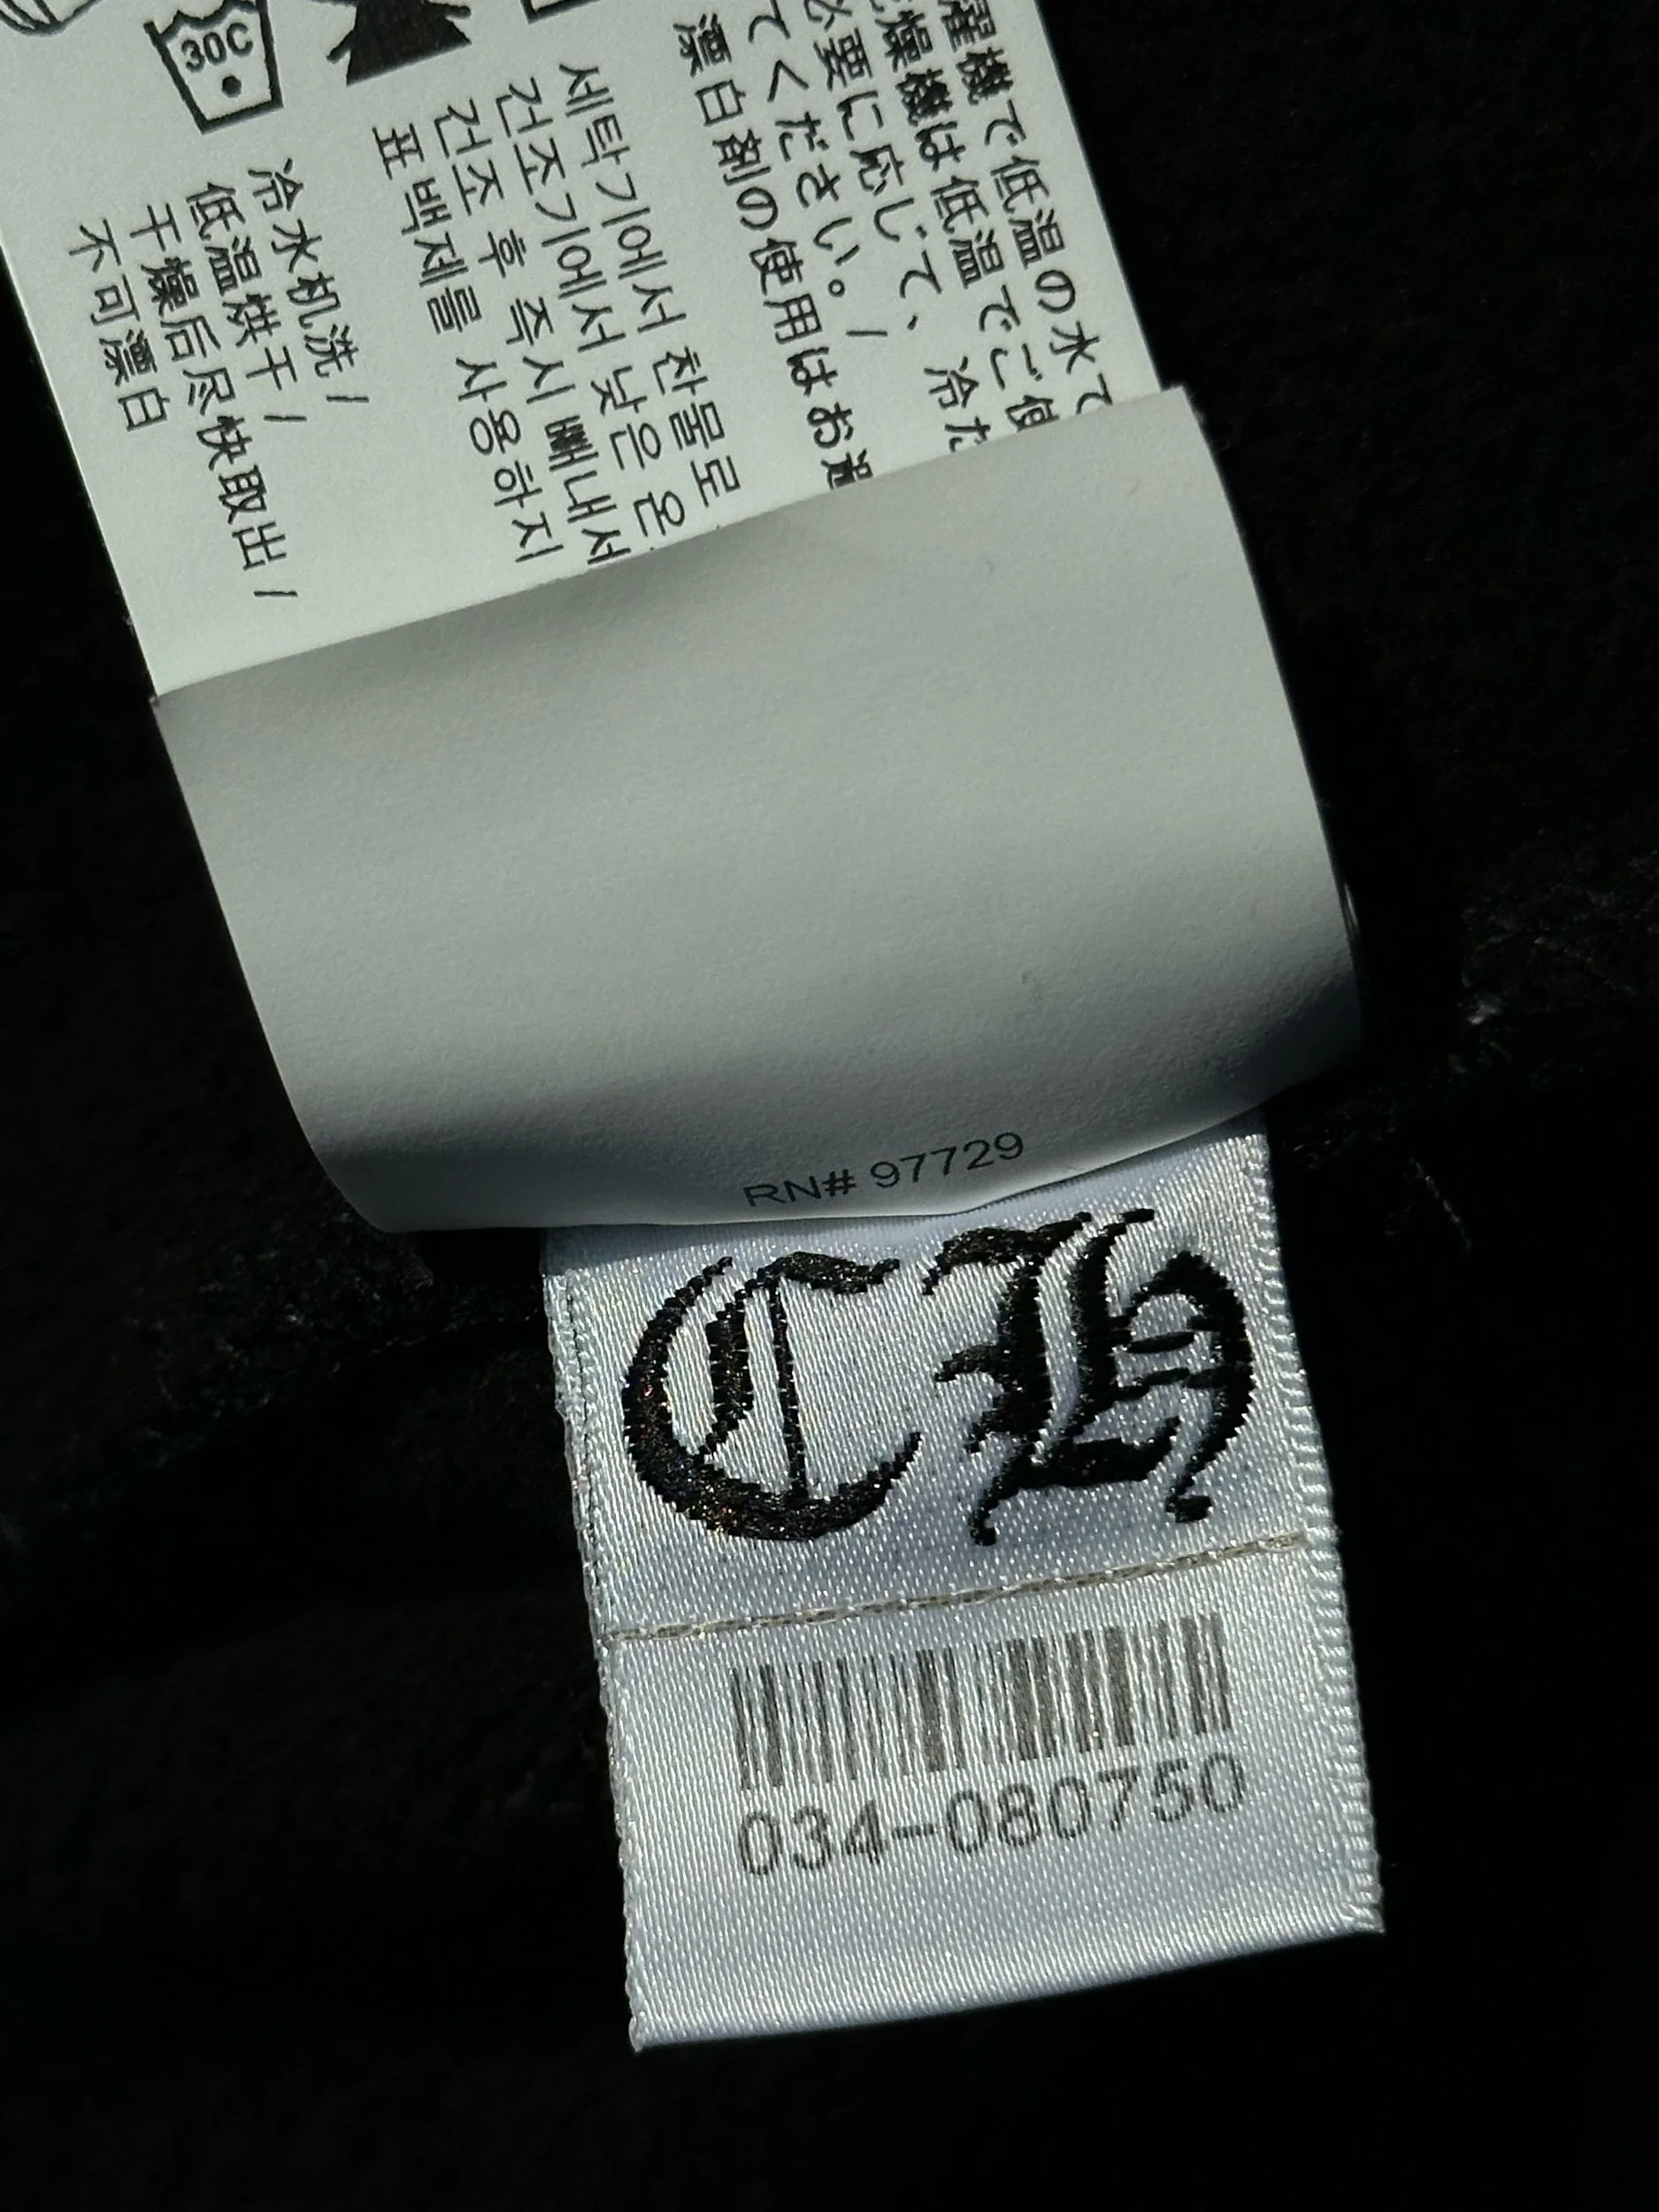 30C
冷水机洗 /
低温烘干 /
干燥后尽快取出 /
不可漂白
세탁기에서 찬물로
건조기에서 낮은 온
건조 후 즉시 빼내서
표백제를 사용하지
濯機で低温の水で
燥機は低温でご使
必要に応じて、冷た
てください。 /
漂白剤の使用はお避
RN# 97729
CH
034-080750